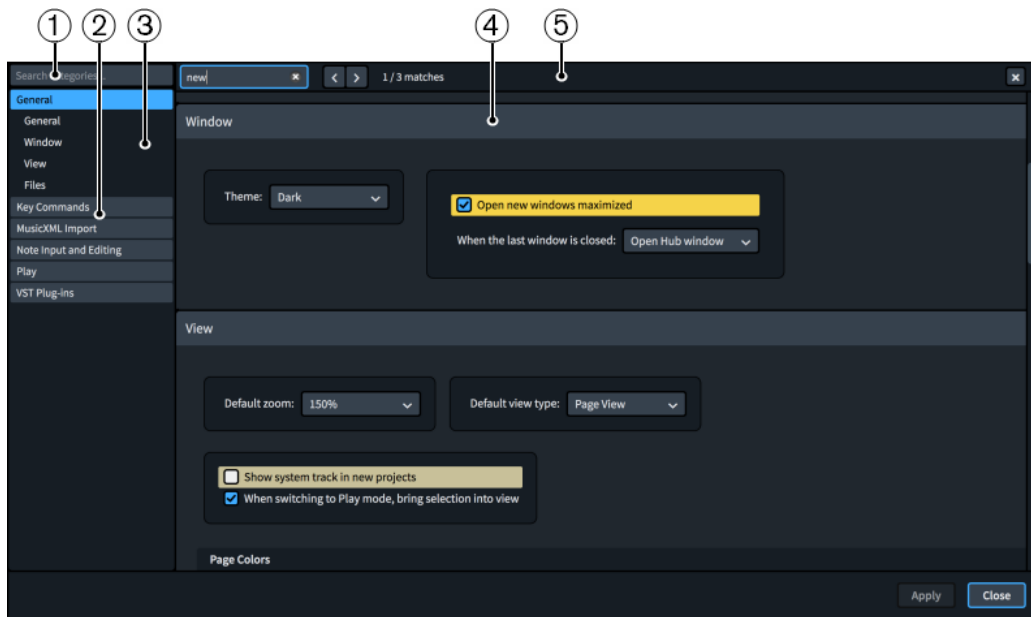 1 2 3 4 5
Search categories...
new
1 / 3 matches
General
General
Window
View
Files
Key Commands
MusicXML Import
Note Input and Editing
Play
VST Plug-ins
Window
Theme: Dark
Open new windows maximized
When the last window is closed: Open Hub window
View
Default zoom: 150%
Default view type: Page View
Show system track in new projects
When switching to Play mode, bring selection into view
Page Colors
Apply Close